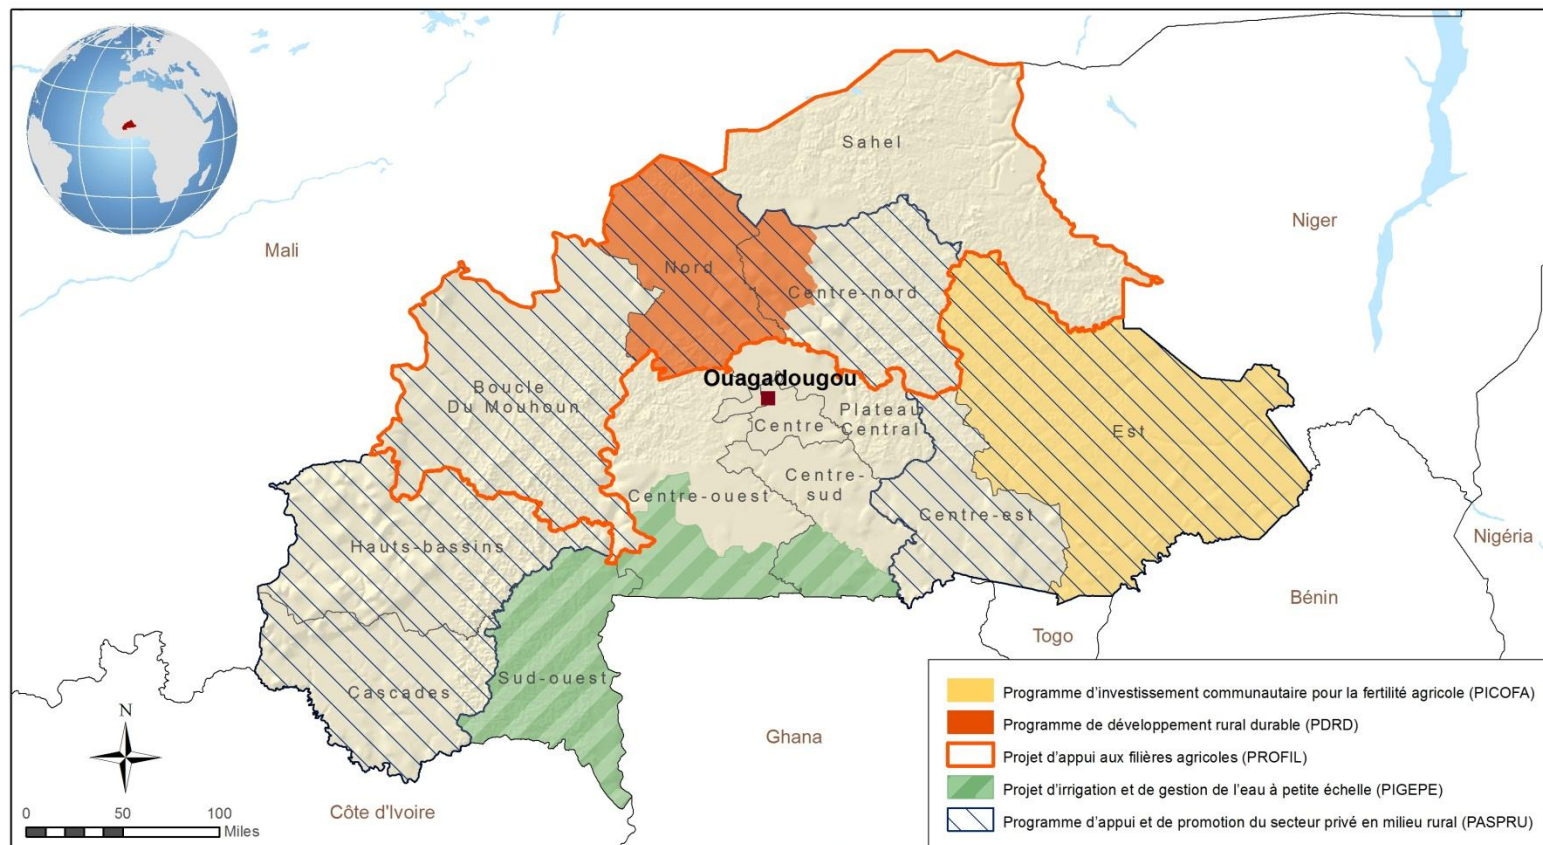 Sahel
Niger
Mali
Nord
Centre-nord
Ouagadougou
Boucle
Du Mouhoun
Plateau
Central
Centre
Est
Centre-
sud
Centre-ouest
Centre-est
Hauts-bassins
Nigéria
Bénin
Togo
Sud-ouest
Cascades
Ghana
Côte d'Ivoire
N
0 50 100
Miles
Programme d'investissement communautaire pour la fertilité agricole (PICOFA)
Programme de développement rural durable (PDRD)
Projet d'appui aux filières agricoles (PROFIL)
Projet d'irrigation et de gestion de l'eau à petite échelle (PIGEPE)
Programme d'appui et de promotion du secteur privé en milieu rural (PASPRU)